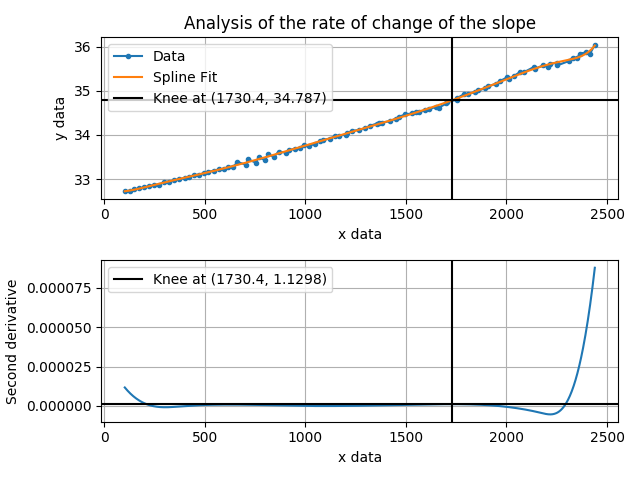 Analysis of the rate of change of the slope
36
35
34
33
y data
Data
Spline Fit
Knee at (1730.4, 34.787)
0 500 1000 1500 2000 2500
x data
0.000075
0.000050
0.000025
0.000000
Second derivative
Knee at (1730.4, 1.1298)
0 500 1000 1500 2000 2500
x data